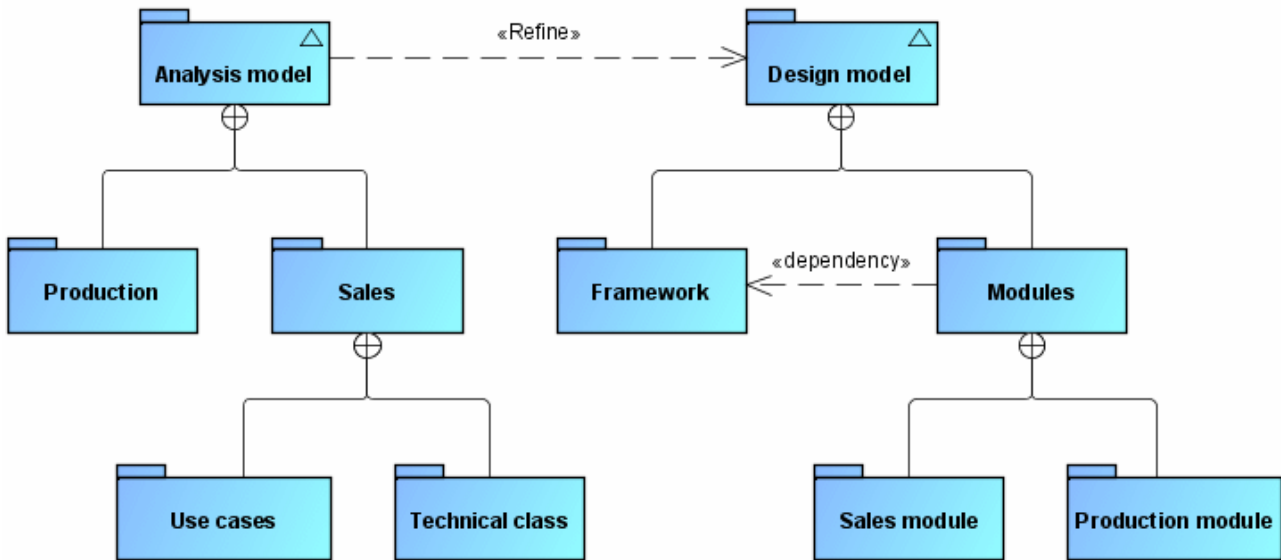 «Refine»
Analysis model
Design model
«dependency»
Production
Sales
Framework
Modules
Use cases
Technical class
Sales module
Production module